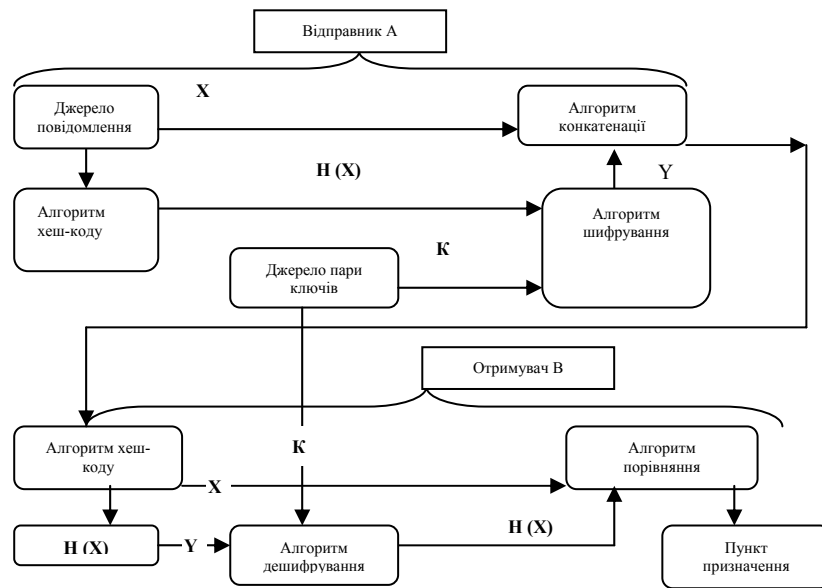 Відправник А
Х
Джерело
повідомлення
Алгоритм
конкатенації
Н (Х)
Y
Алгоритм
хеш-коду
Алгоритм
шифрування
К
Джерело пари
ключів
Отримувач В
Алгоритм хеш-
коду
К
Алгоритм
порівняння
Х
Н (Х)
Н (Х)
Y
Алгоритм
дешифрування
Пункт
призначення